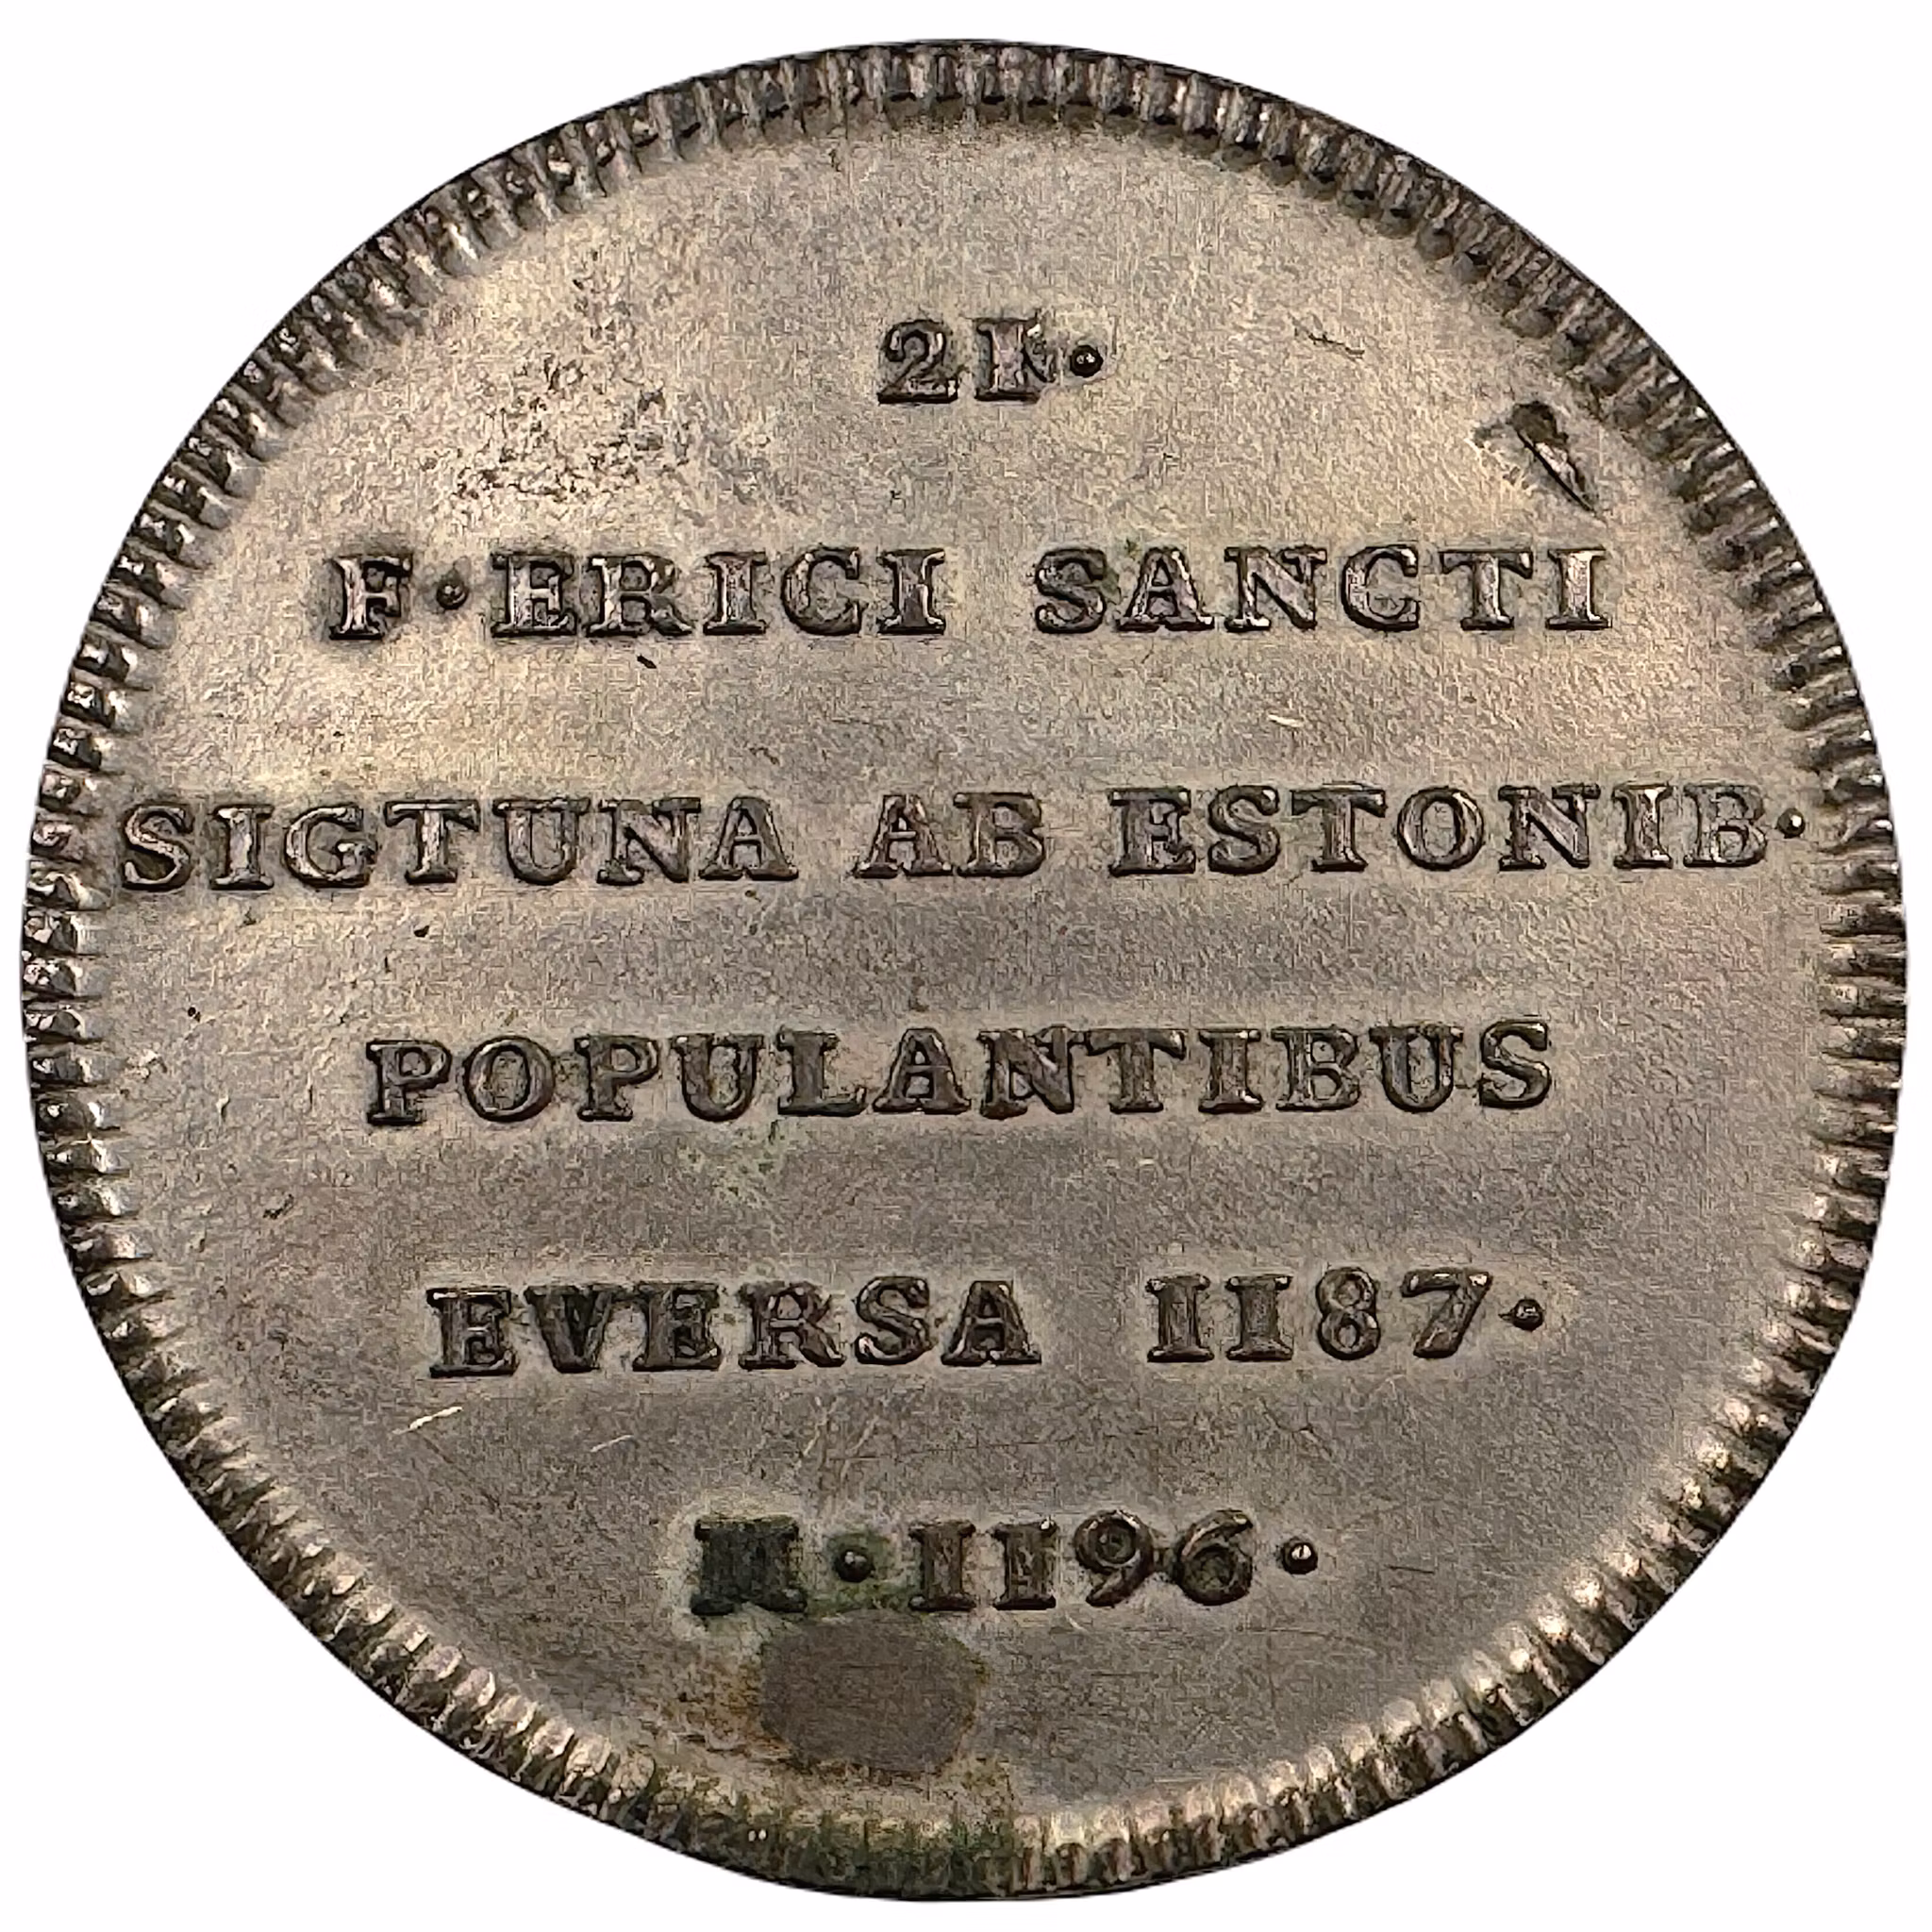 21.
F·ERICI SANCTI
SIGTUNA AB ESTONIB·
POPULANTIBUS
EVERSA 1187·
M·1196·